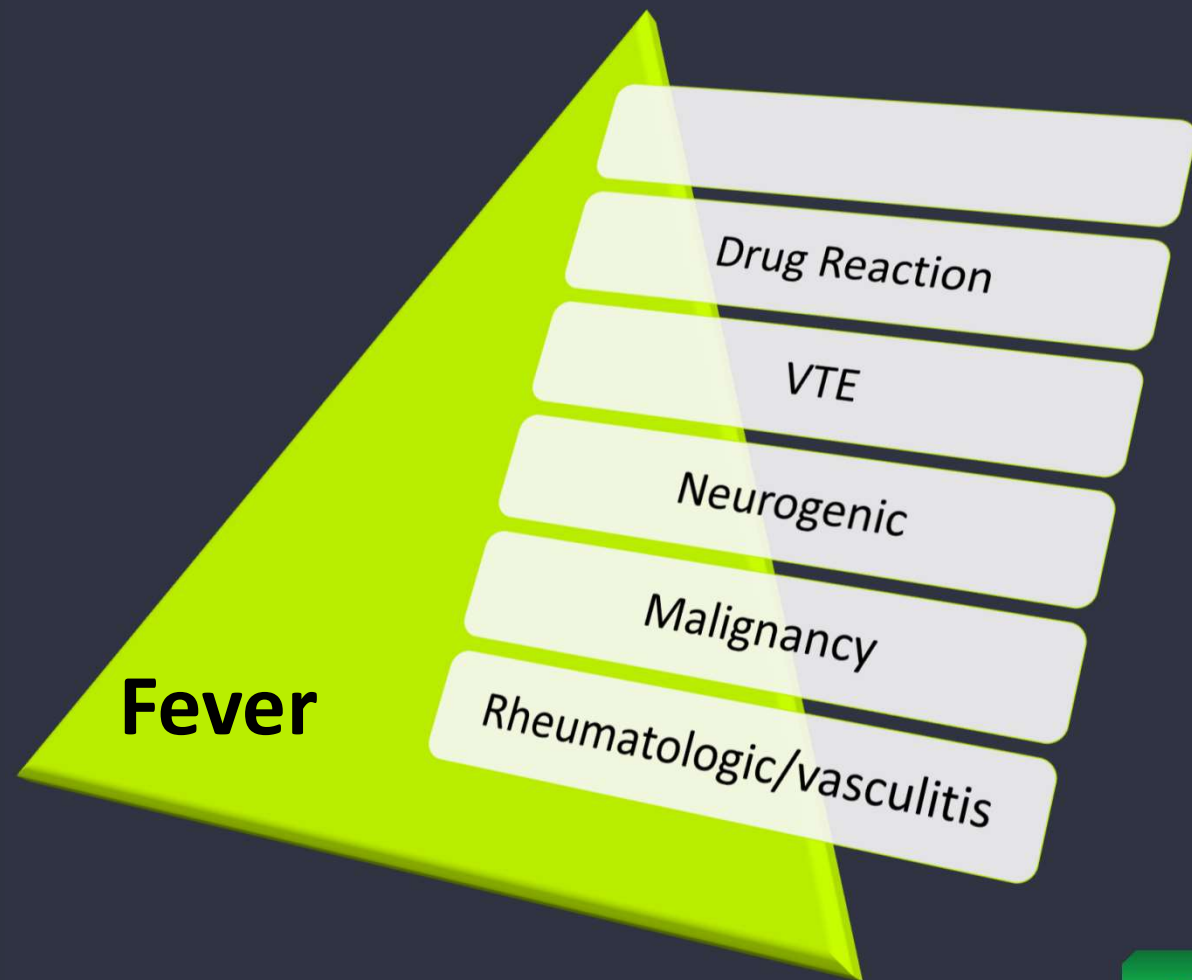 Drug Reaction
VTE
Neurogenic
Malignancy
Rheumatologic/vasculitis
Fever